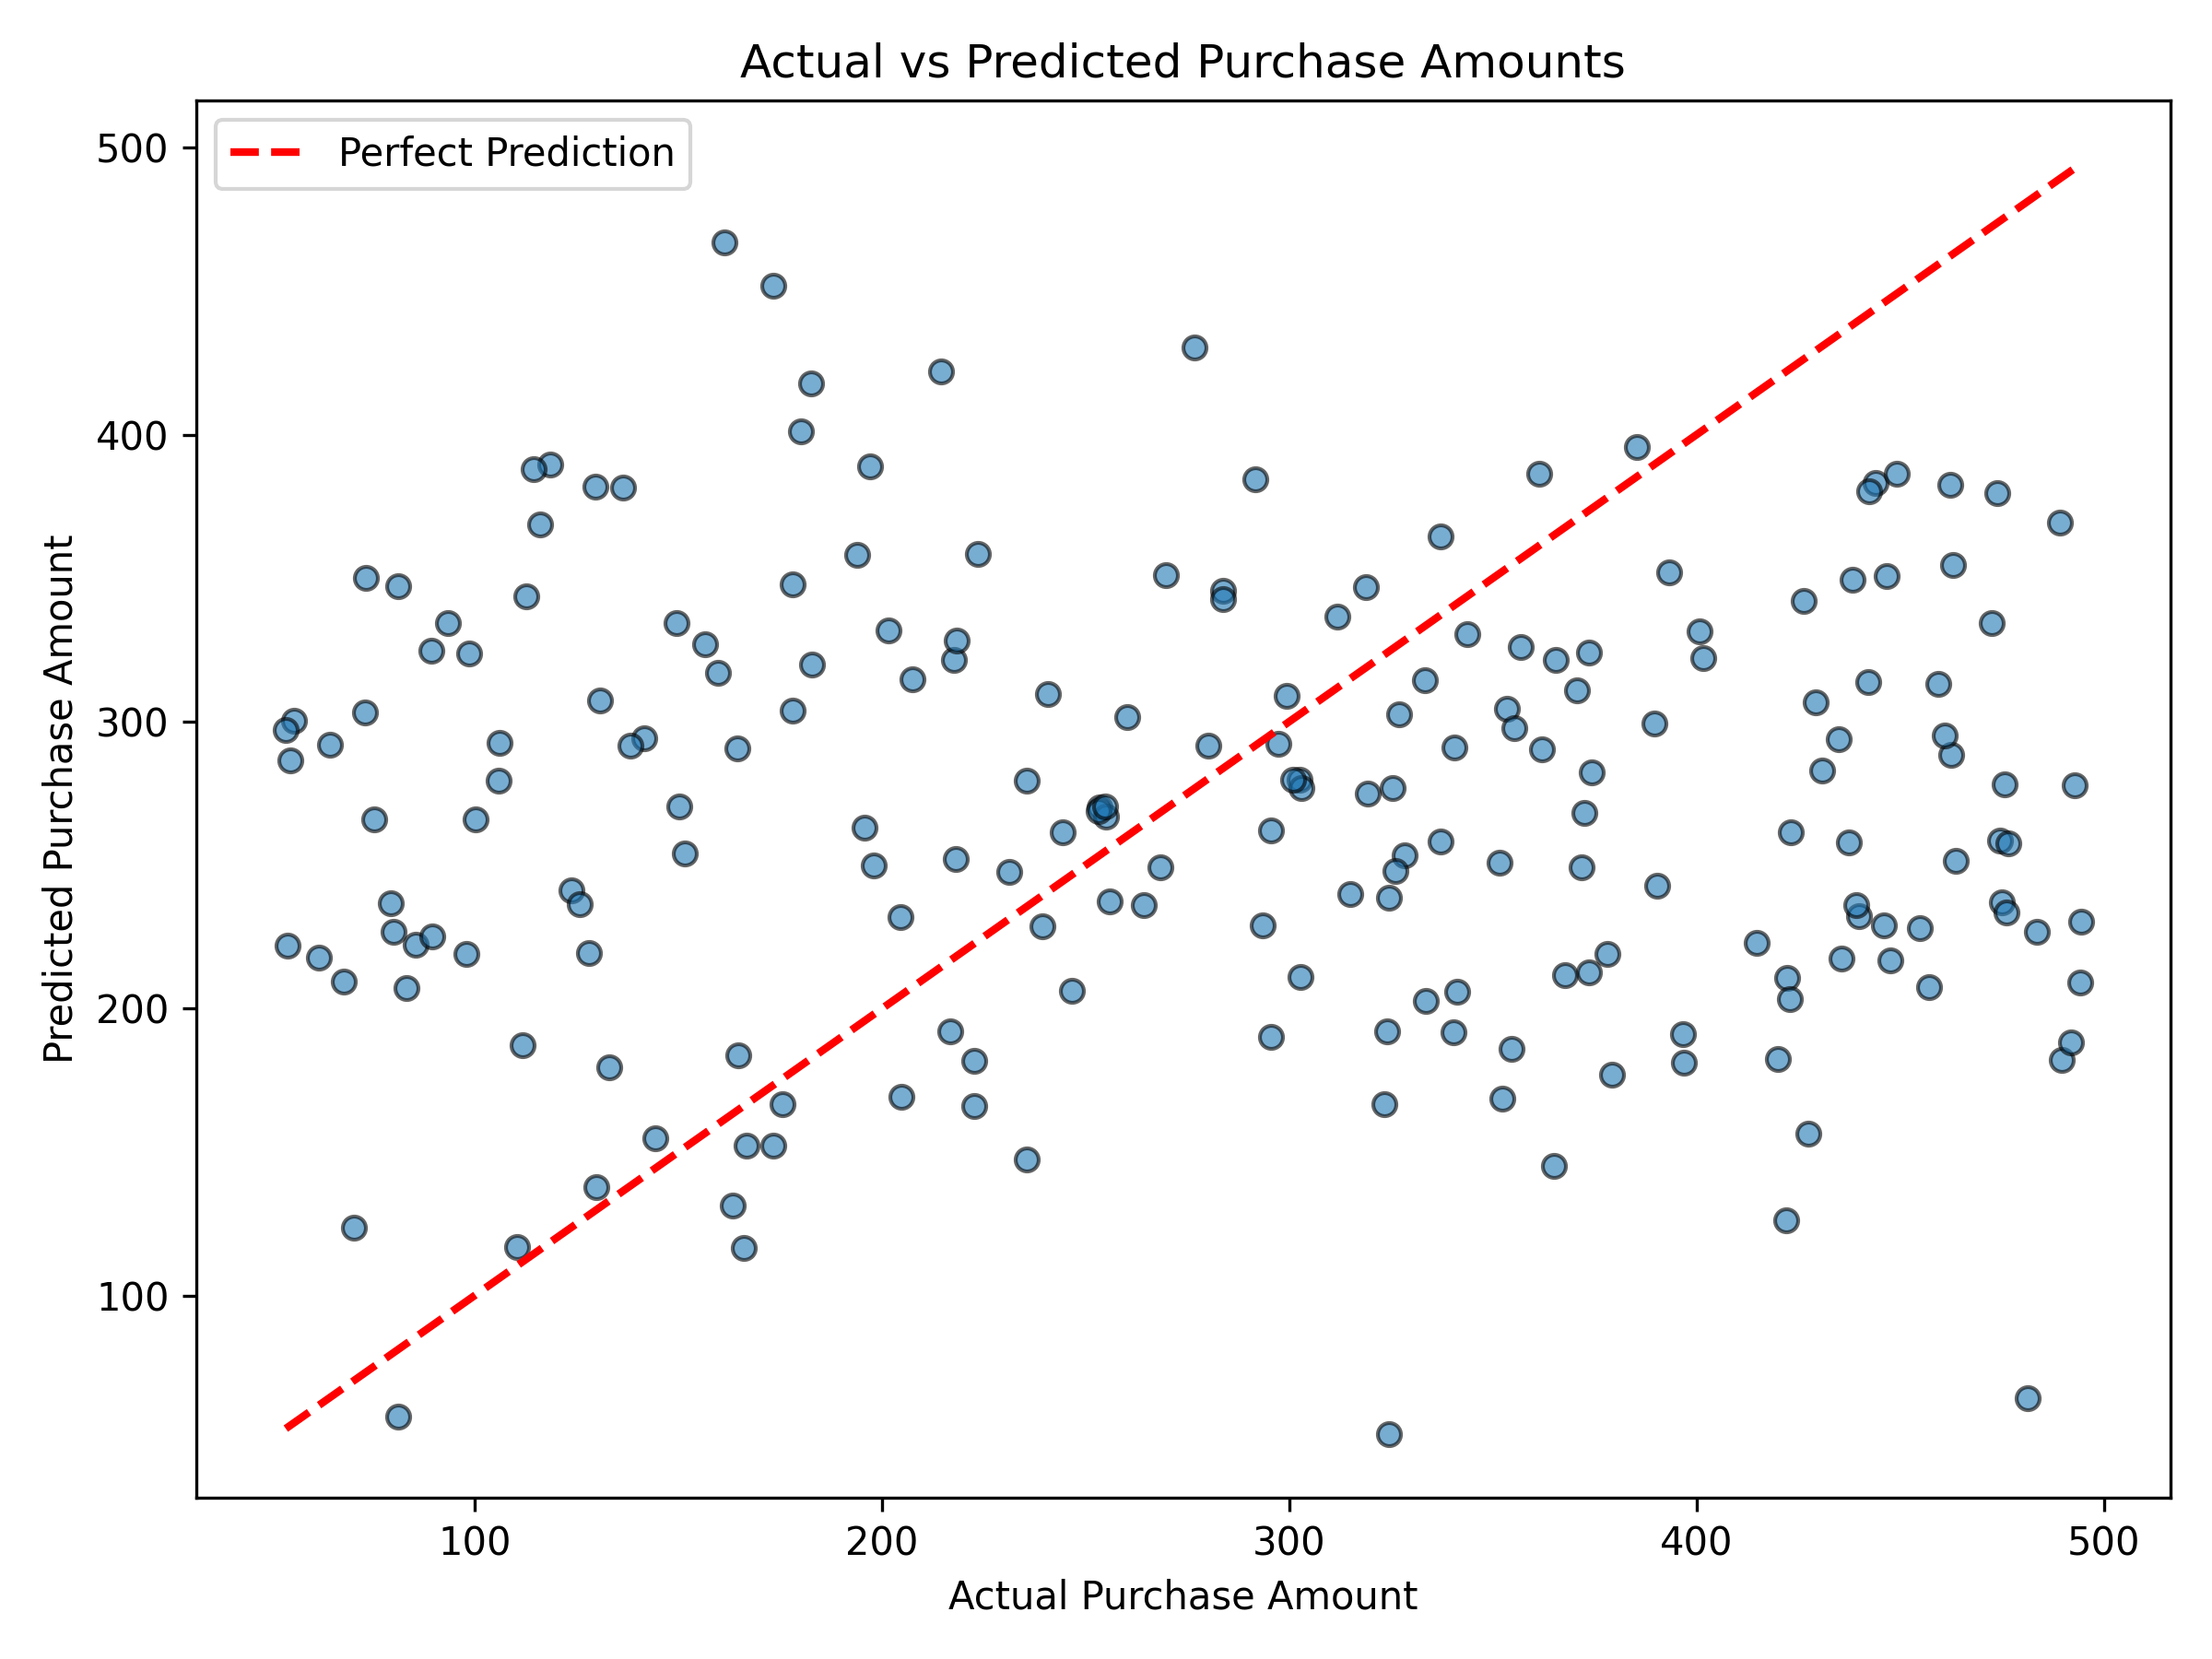 Actual vs Predicted Purchase Amounts
Perfect Prediction
500
400
300
200
100
Predicted Purchase Amount
100
200
300
400
500
Actual Purchase Amount